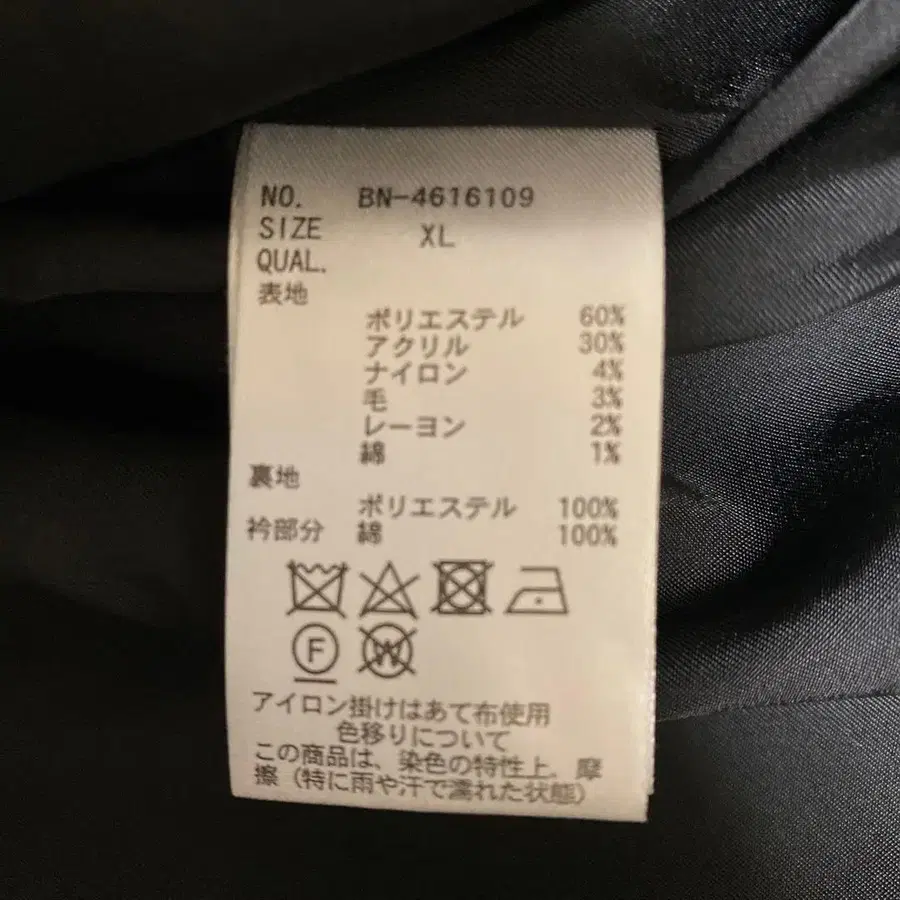 NO. BN-4616109
SIZE XL
QUAL.
表地
ポリエステル 60%
アクリル 30%
ナイロン 4%
毛 3%
レーヨン 2%
綿 1%
裏地
ポリエステル 100%
衿部分 綿 100%
F W
アイロン掛けはあて布使用
色移りについて
この商品は、染色の特性上、摩
擦（特に雨や汗で濡れた状態）